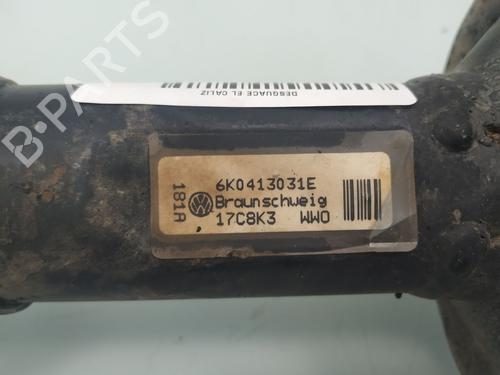 B-PARTS
DESGUACE EL CALIZ
181A
6K0413031E
Braunschweig
17C8K3 WWO